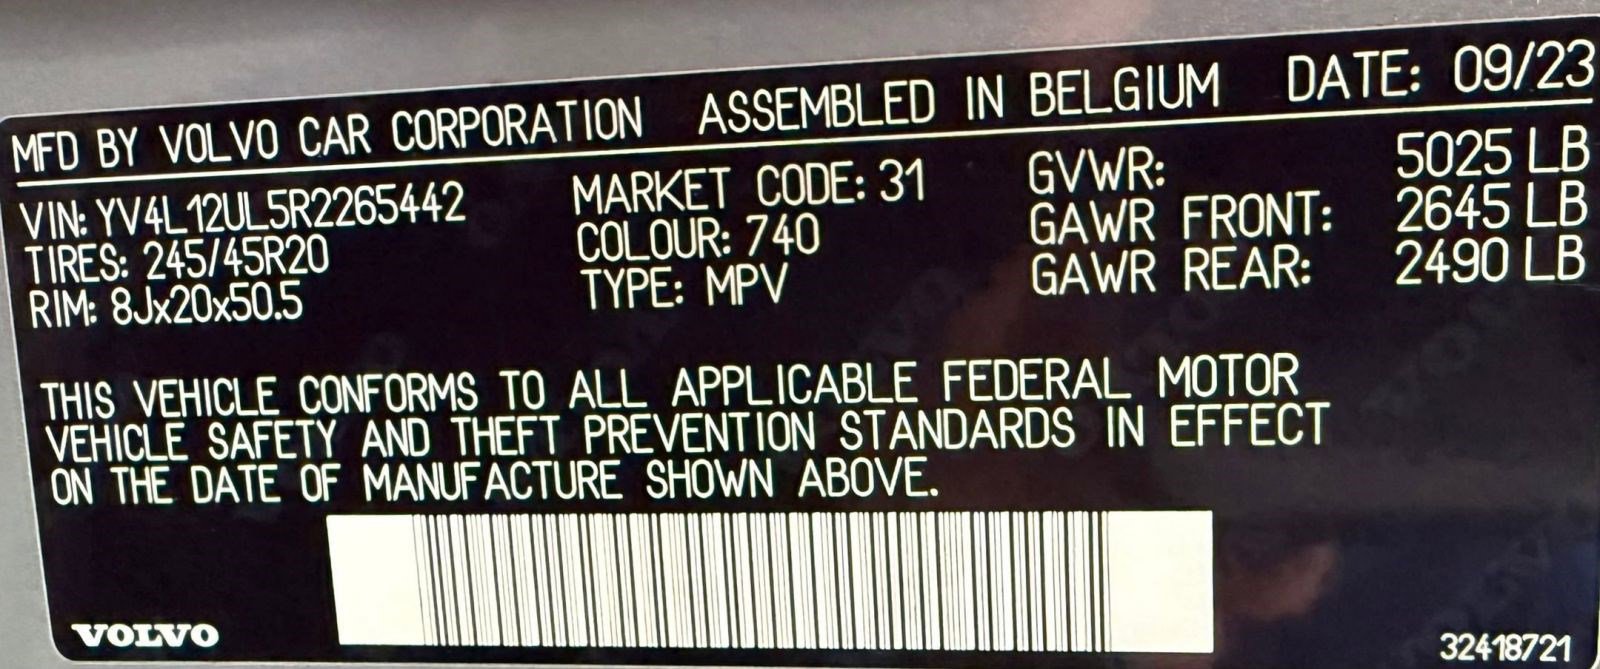 MFD BY VOLVO CAR CORPORATION ASSEMBLED IN BELGIUM DATE: 09/23
VIN: YV4L12UL5R2265442 MARKET CODE: 31 GVWR: 5025 LB
TIRES: 245/45R20 COLOUR: 740 GAWR FRONT: 2645 LB
RIM: 8Jx20x50.5 TYPE: MPV GAWR REAR: 2490 LB
THIS VEHICLE CONFORMS TO ALL APPLICABLE FEDERAL MOTOR
VEHICLE SAFETY AND THEFT PREVENTION STANDARDS IN EFFECT
ON THE DATE OF MANUFACTURE SHOWN ABOVE.
VOLVO 32418721